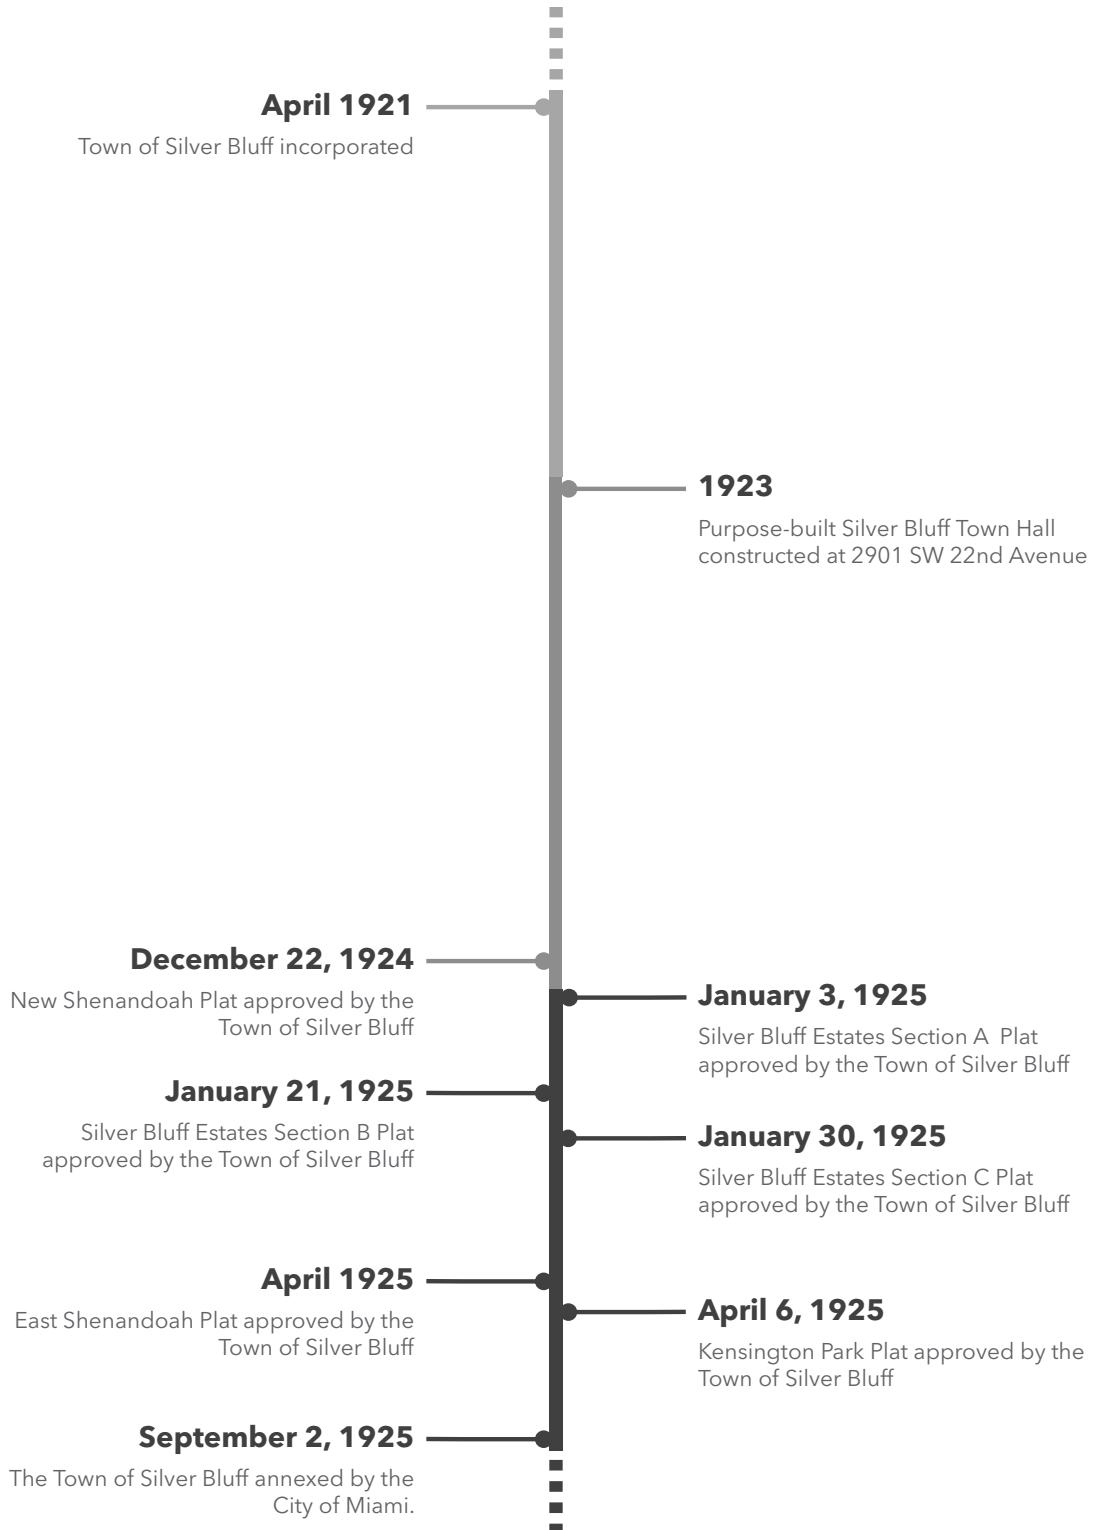 April 1921
Town of Silver Bluff incorporated
1923
Purpose-built Silver Bluff Town Hall
constructed at 2901 SW 22nd Avenue
December 22, 1924
New Shenandoah Plat approved by the
Town of Silver Bluff
January 3, 1925
Silver Bluff Estates Section A  Plat
approved by the Town of Silver Bluff
January 21, 1925
Silver Bluff Estates Section B Plat
approved by the Town of Silver Bluff
January 30, 1925
Silver Bluff Estates Section C Plat
approved by the Town of Silver Bluff
April 1925
East Shenandoah Plat approved by the
Town of Silver Bluff
April 6, 1925
Kensington Park Plat approved by the
Town of Silver Bluff
September 2, 1925
The Town of Silver Bluff annexed by the
City of Miami.